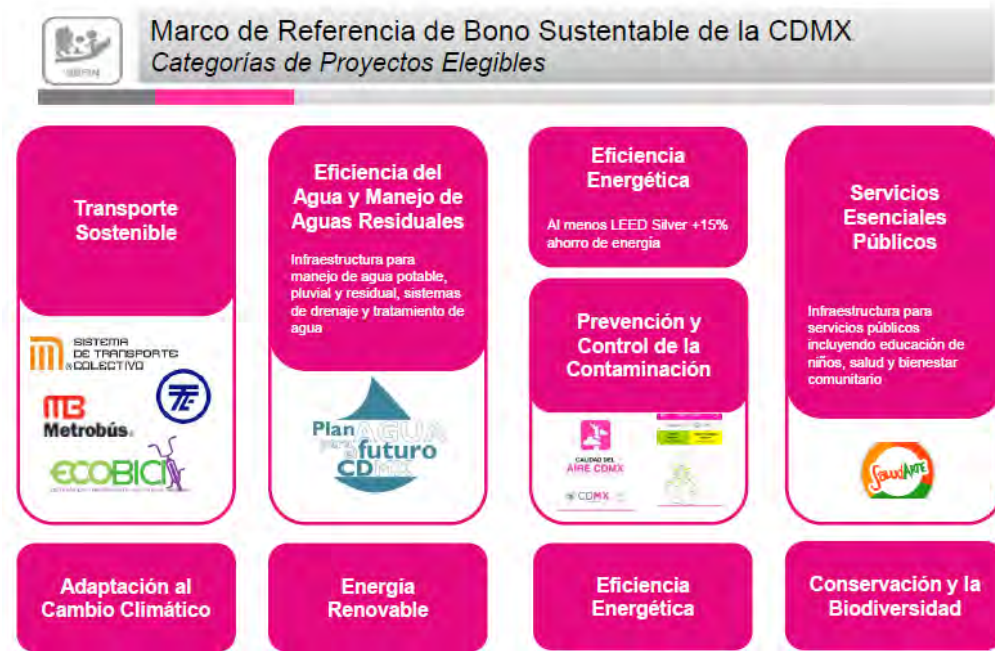 Marco de Referencia de Bono Sustentable de la CDMX
Categorías de Proyectos Elegibles
Transporte
Sostenible
SISTEMA
DE TRANSPORTE
COLECTIVO
MB
Metrobús
ECOBICI
Eficiencia del
Agua y Manejo de
Aguas Residuales
Infraestructura para
manejo de agua potable,
pluvial y residual, sistemas
de drenaje y tratamiento de
agua
Plan AGUA
para el futuro
CDMX
Eficiencia
Energética
Al menos LEED Silver +15%
ahorro de energía
Prevención y
Control de la
Contaminación
CALIDAD DEL
AIRE CDMX
CDMX
Servicios
Esenciales
Públicos
Infraestructura para
servicios públicos
incluyendo educación de
niños, salud y bienestar
comunitario
SaludARTE
Adaptación al
Cambio Climático
Energía
Renovable
Eficiencia
Energética
Conservación y la
Biodiversidad